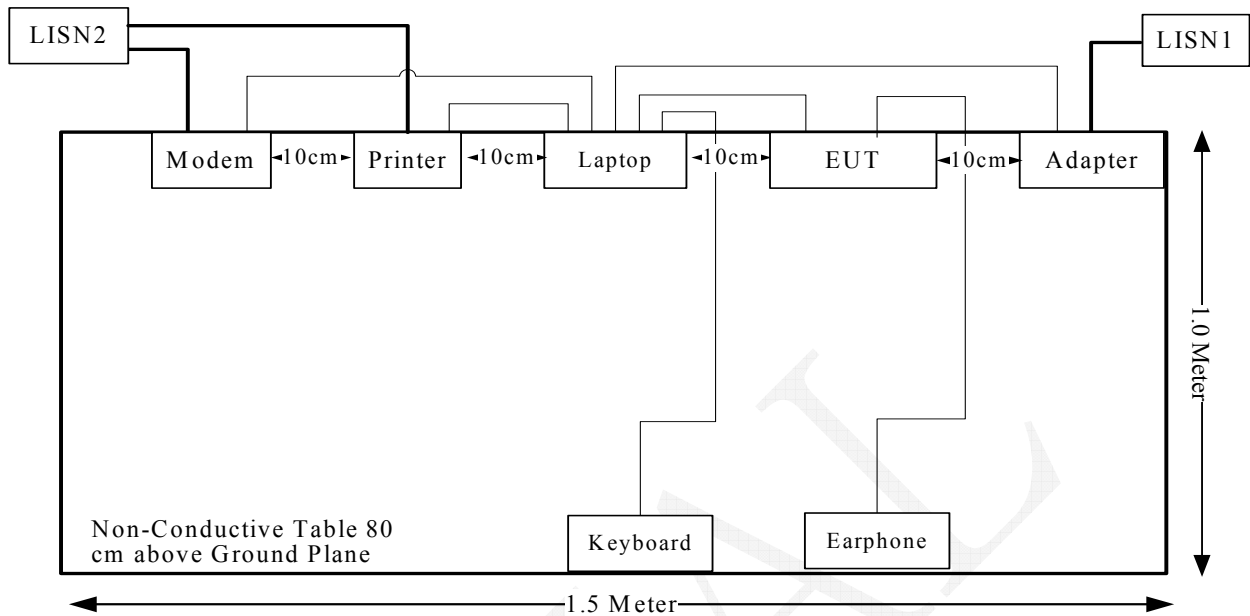 LISN2
LISN1
Modem
10cm
Printer
10cm
Laptop
10cm
EUT
10cm
Adapter
1.0 Meter
Non-Conductive Table 80
cm above Ground Plane
Keyboard
Earphone
1.5 Meter